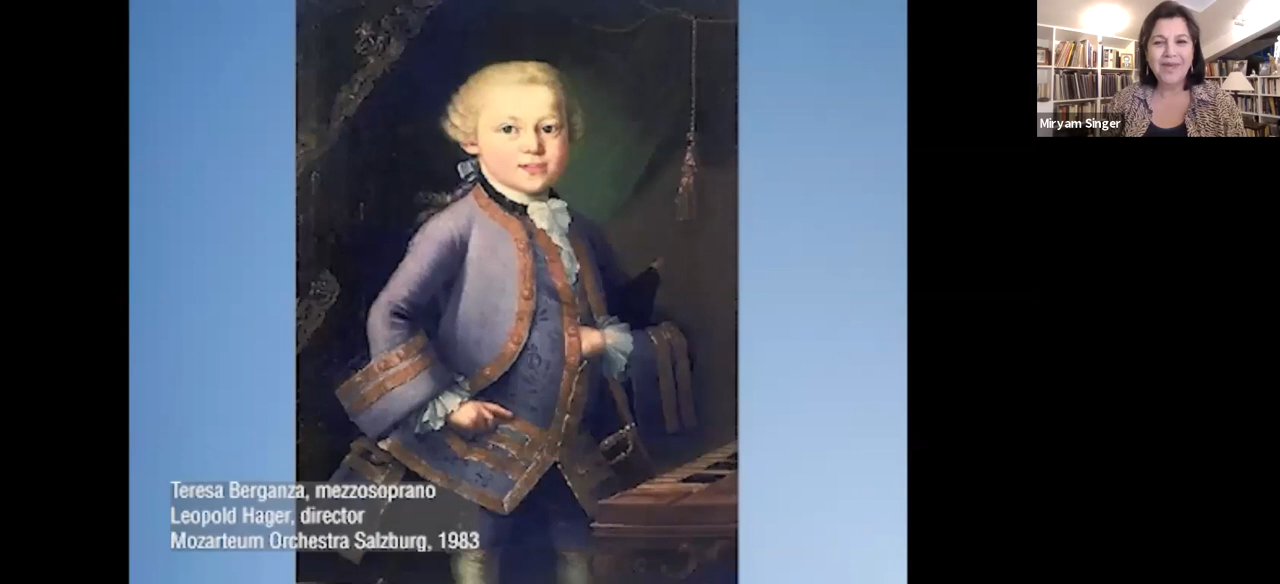 Miryam Singer
Teresa Berganza, mezzosoprano
Leopold Hager, director
Mozarteum Orchestra Salzburg, 1983